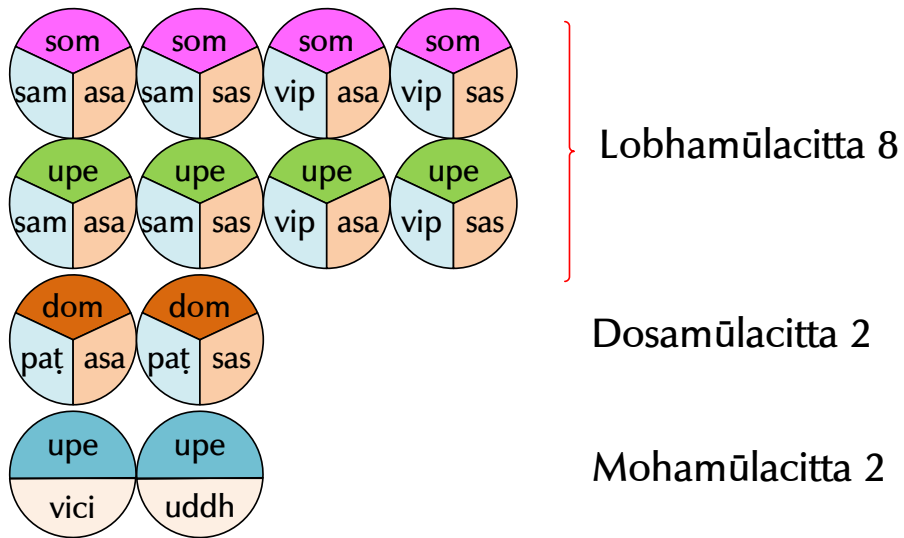 som som som som
sam asa sam sas vip asa vip sas
Lobhamūlacitta 8
upe upe upe upe
sam asa sam sas vip asa vip sas
dom dom
paṭ asa paṭ sas
Dosamūlacitta 2
upe upe
vici uddh
Mohamūlacitta 2